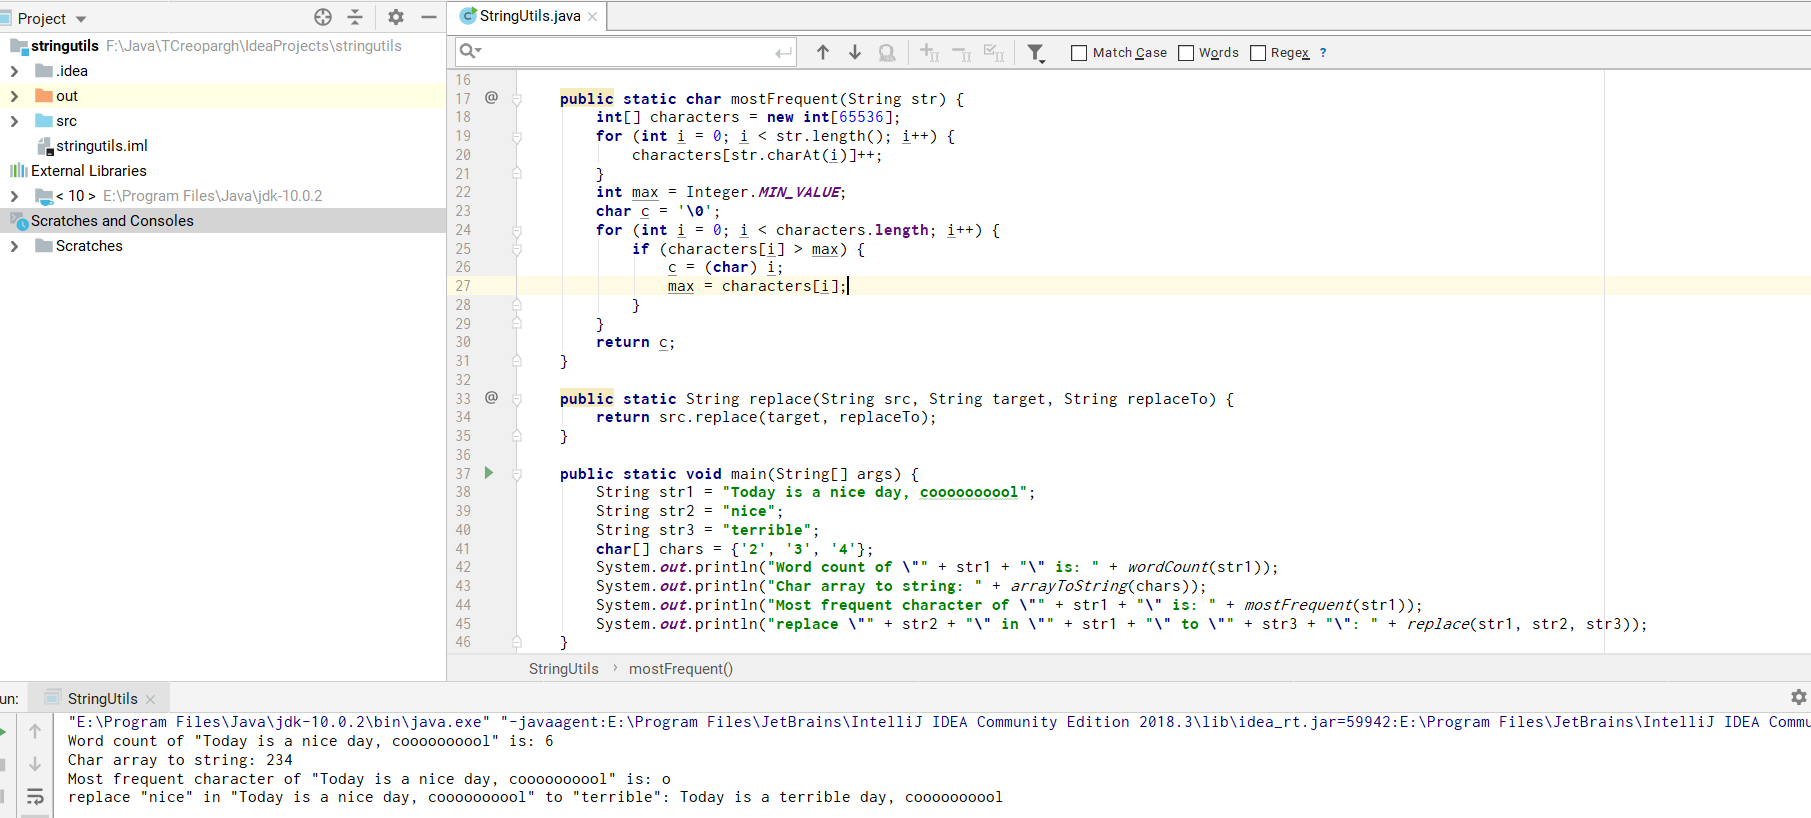 Project
StringUtils.java
stringutils F:\Java\TCreopargh\IdeaProjects\stringutils
.idea
out
src
stringutils.iml
External Libraries
< 10 > E:\Program Files\Java\jdk-10.0.2
Scratches and Consoles
Scratches
Match Case Words Regex ?
16
17 @ public static char mostFrequent(String str) {
18 int[] characters = new int[65536];
19 for (int i = 0; i < str.length(); i++) {
20 characters[str.charAt(i)]++;
21 }
22 int max = Integer.MIN_VALUE;
23 char c = '\0';
24 for (int i = 0; i < characters.length; i++) {
25 if (characters[i] > max) {
26 c = (char) i;
27 max = characters[i];
28 }
29 }
30 return c;
31 }
32
33 @ public static String replace(String src, String target, String replaceTo) {
34 return src.replace(target, replaceTo);
35 }
36
37 public static void main(String[] args) {
38 String str1 = "Today is a nice day, coooooooool";
39 String str2 = "nice";
40 String str3 = "terrible";
41 char[] chars = {'2', '3', '4'};
42 System.out.println("Word count of \"" + str1 + "\" is: " + wordCount(str1));
43 System.out.println("Char array to string: " + arrayToString(chars));
44 System.out.println("Most frequent character of \"" + str1 + "\" is: " + mostFrequent(str1));
45 System.out.println("replace \"" + str2 + "\" in \"" + str1 + "\" to \"" + str3 + "\": " + replace(str1, str2, str3));
46 }
StringUtils › mostFrequent()
un: StringUtils
"E:\Program Files\Java\jdk-10.0.2\bin\java.exe" "-javaagent:E:\Program Files\JetBrains\IntelliJ IDEA Community Edition 2018.3\lib\idea_rt.jar=59942:E:\Program Files\JetBrains\IntelliJ IDEA Commu
Word count of "Today is a nice day, coooooooool" is: 6
Char array to string: 234
Most frequent character of "Today is a nice day, coooooooool" is: o
replace "nice" in "Today is a nice day, coooooooool" to "terrible": Today is a terrible day, coooooooool